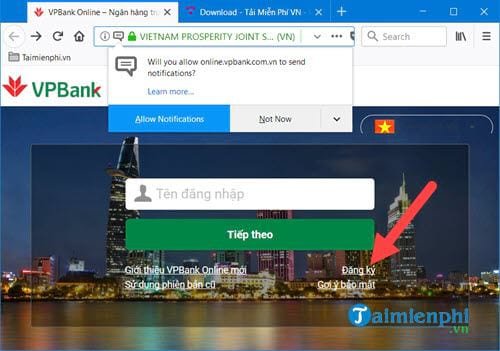 VPBank Online – Ngân hàng trự
Download - Tải Miễn Phí VN -
VIETNAM PROSPERITY JOINT S... (VN)
Taimienphi.vn
Will you allow online.vpbank.com.vn to send
notifications?
Learn more...
Allow Notifications
Not Now
VPBank
Tên đăng nhập
Tiếp theo
Giới thiệu VPBank Online mới
Đăng ký
Sử dụng phiên bản cũ
Gợi ý bảo mật
Taimienphi
.vn